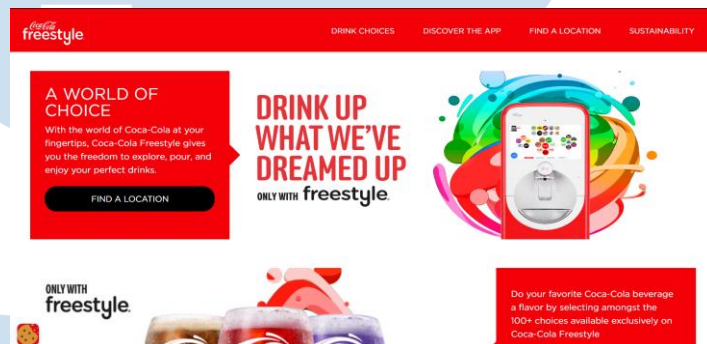 Coca-Cola
freestyle
DRINK CHOICES DISCOVER THE APP FIND A LOCATION SUSTAINABILITY
A WORLD OF
CHOICE
With the world of Coca-Cola at your
fingertips, Coca-Cola Freestyle gives
you the freedom to explore, pour, and
enjoy your perfect drinks.
FIND A LOCATION
DRINK UP
WHAT WE'VE
DREAMED UP
ONLY WITH freestyle.
ONLY WITH
freestyle.
Do your favorite Coca-Cola beverage
a flavor by selecting amongst the
100+ choices available exclusively on
Coca-Cola Freestyle